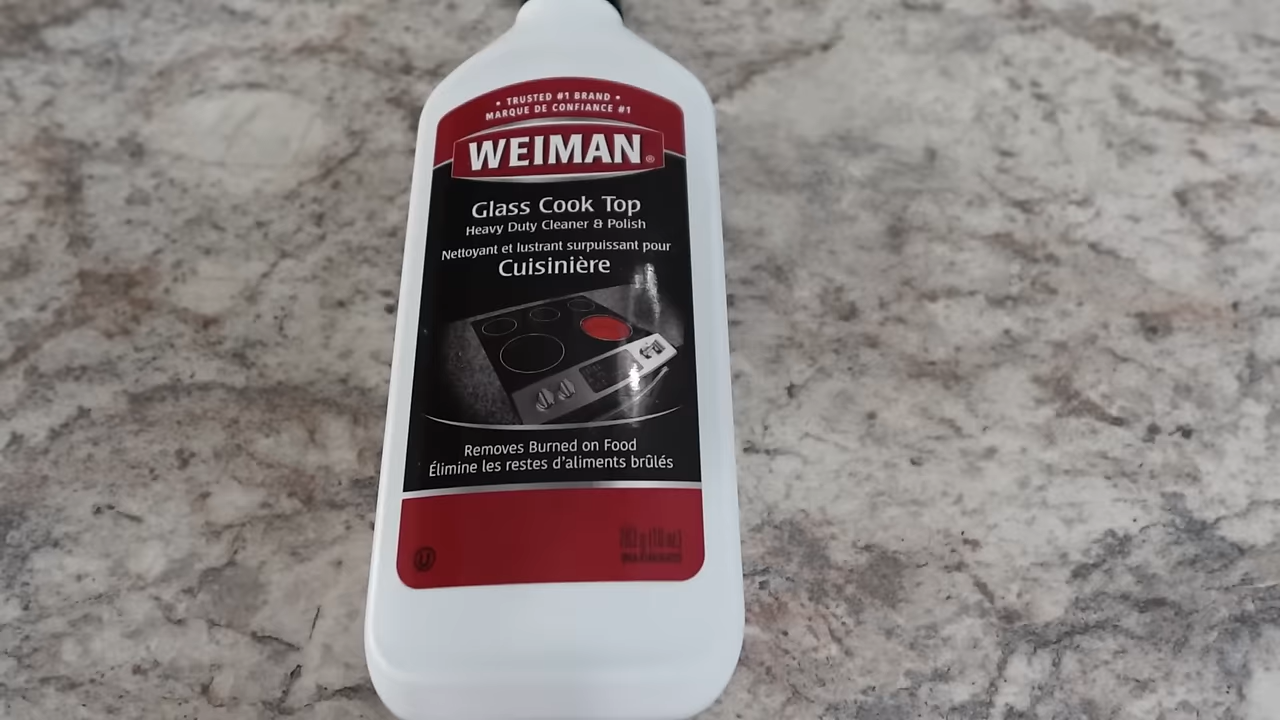 • TRUSTED #1 BRAND •
MARQUE DE CONFIANCE #1
WEIMAN®
Glass Cook Top
Heavy Duty Cleaner & Polish
Nettoyant et lustrant surpuissant pour
Cuisinière
Removes Burned on Food
Élimine les restes d'aliments brûlés
U